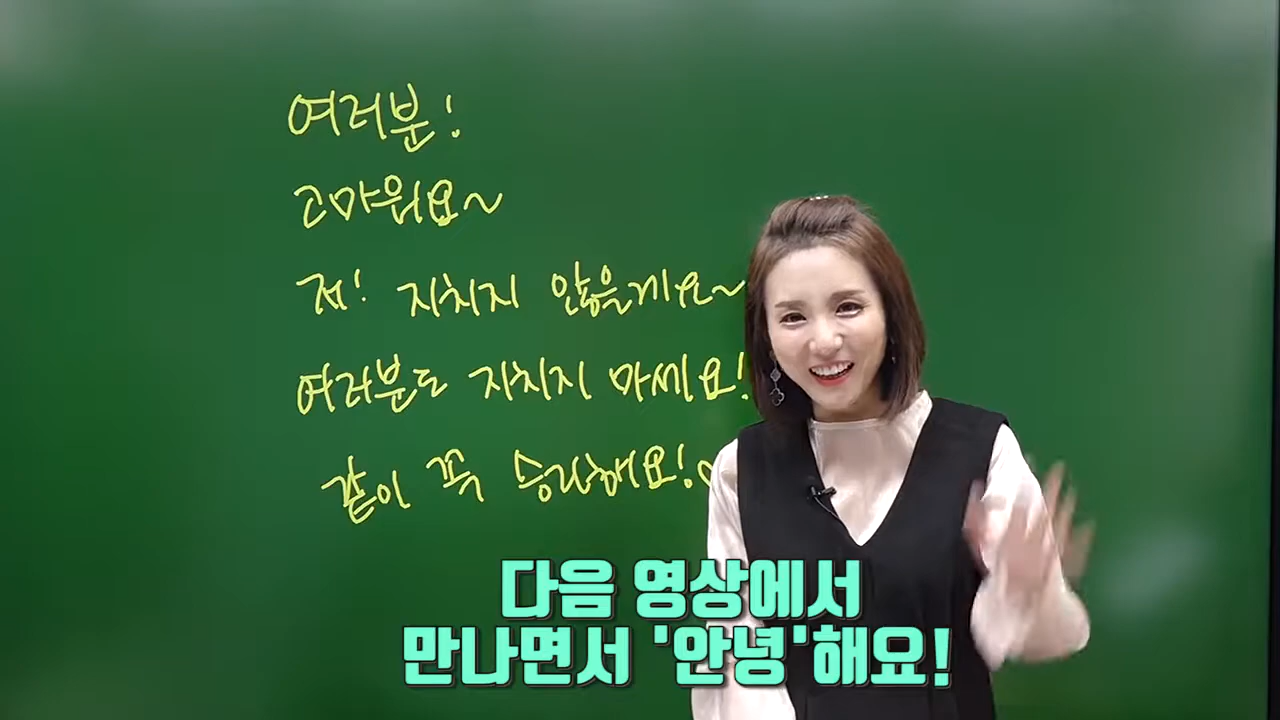 여러분!
고마워요~
저! 지치지 않을게요~
여러분도 지치지 마세요!
같이 꼭 승리해요!♡
다음 영상에서
만나면서 '안녕'해요!